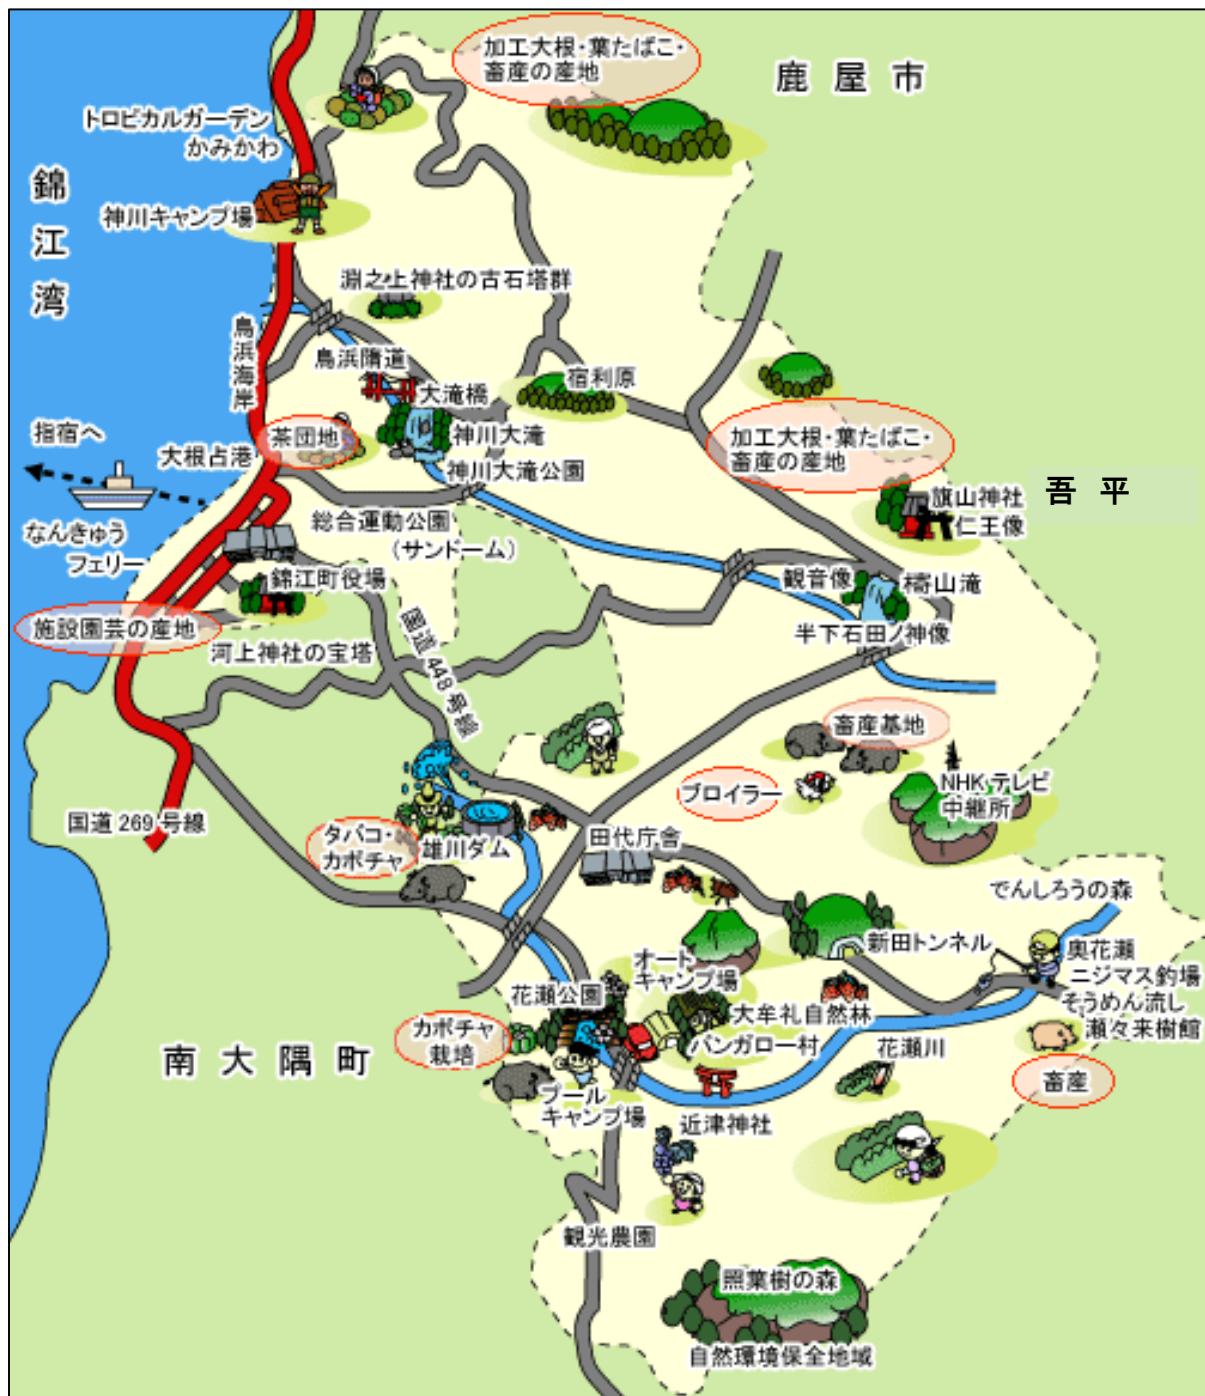 加工大根・葉たばこ・
畜産の産地
鹿屋市
トロピカルガーデン
かみかわ
錦江湾
神川キャンプ場
淵之上神社の古石塔群
鳥浜海岸
鳥浜隋道
大滝橋
宿利原
指宿へ
大根占港
茶団地
神川大滝
神川大滝公園
加工大根・葉たばこ・
畜産の産地
吾平
旗山神社
仁王像
なんきゅう
フェリー
総合運動公園
(サンドーム)
錦江町役場
観音像
梼山滝
施設園芸の産地
河上神社の宝塔
国道448号線
半下石田ノ神像
畜産基地
ブロイラー
NHKテレビ
中継所
国道269号線
タバコ・
カボチャ
雄川ダム
田代庁舎
でんしろうの森
新田トンネル
奥花瀬
ニジマス釣場
そうめん流し
瀬々来樹館
オート
キャンプ場
花瀬公園
大牟礼自然林
バンガロー村
カボチャ
栽培
花瀬川
南大隅町
プール
キャンプ場
近津神社
畜産
観光農園
照葉樹の森
自然環境保全地域